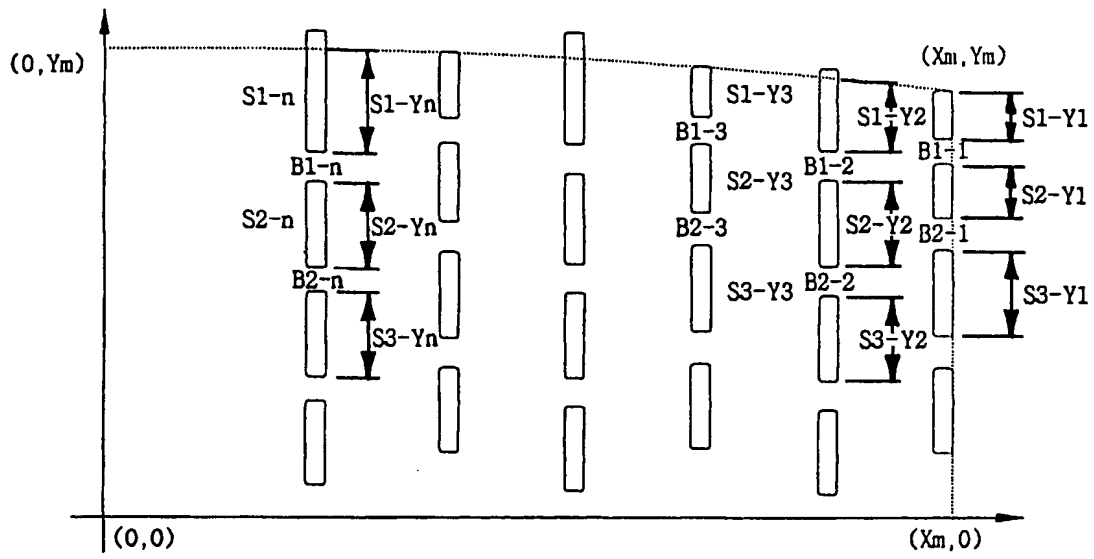 (0,Ym)
(Xm,Ym)
S1-n
S1-Yn
S1-Y3
S1-Y2
S1-Y1
B1-n
B1-3
B1-2
B1-1
S2-n
S2-Yn
S2-Y3
S2-Y2
S2-Y1
B2-n
B2-3
B2-2
B2-1
S3-Yn
S3-Y3
S3-Y2
S3-Y1
(0,0)
(Xm,0)